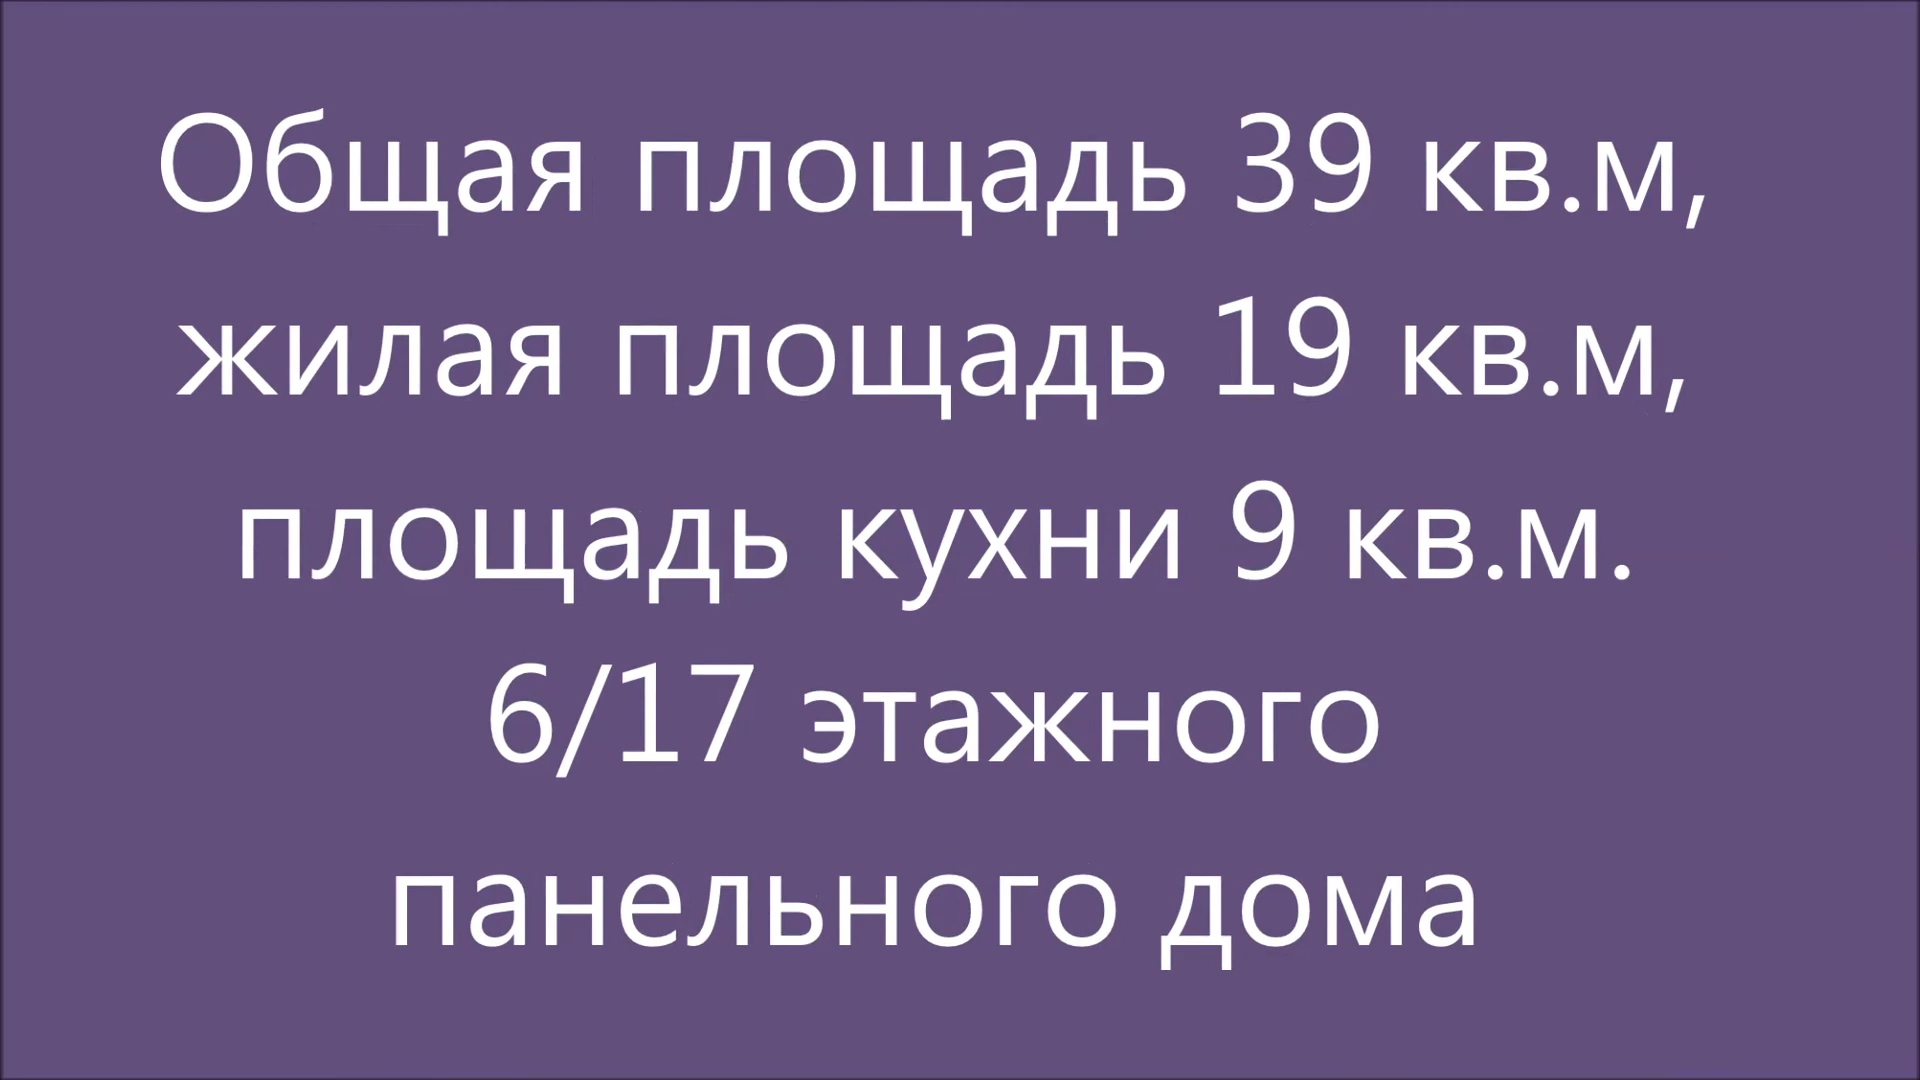 Общая площадь 39 кв.м,
жилая площадь 19 кв.м,
площадь кухни 9 кв.м.
6/17 этажного
панельного дома